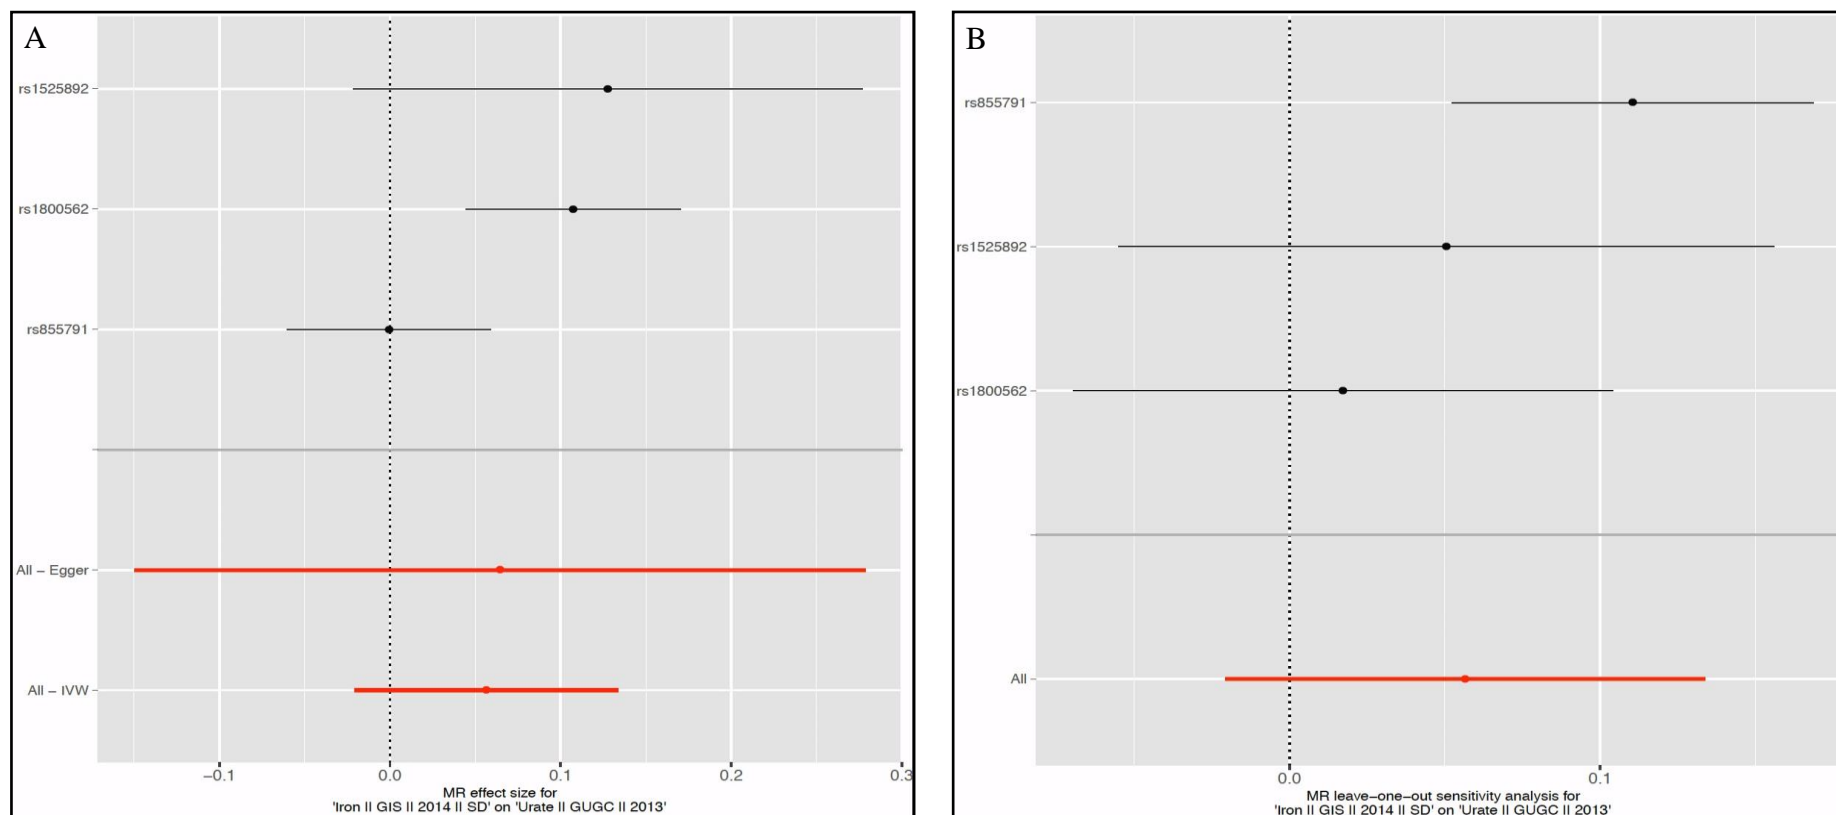 A
rs1525892
rs1800562
rs855791
All – Egger
All – IVW
−0.1 0.0 0.1 0.2 0.3
MR effect size for
'Iron || GIS || 2014 || SD' on 'Urate || GUGC || 2013'
B
rs855791
rs1525892
rs1800562
All
0.0 0.1
MR leave−one−out sensitivity analysis for
'Iron || GIS || 2014 || SD' on 'Urate || GUGC || 2013'